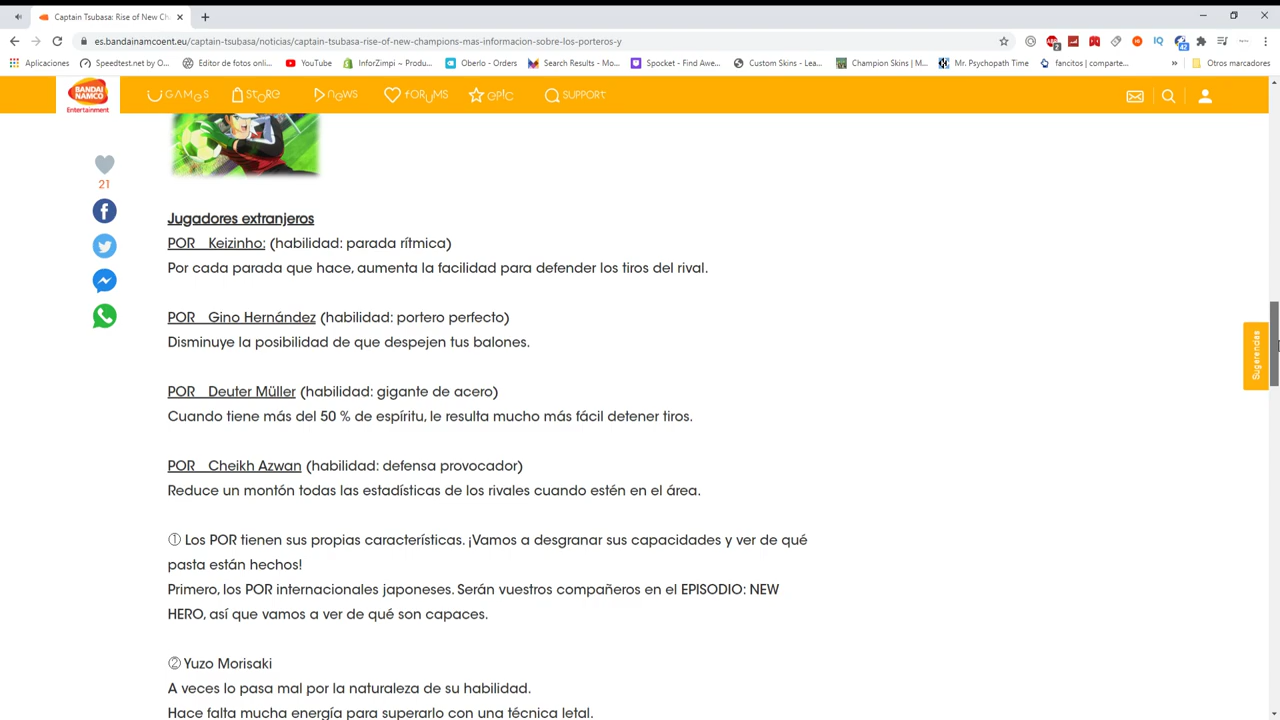 Captain Tsubasa: Rise of New Ch
es.bandainamcoent.eu/captain-tsubasa/noticias/captain-tsubasa-rise-of-new-champions-mas-informacion-sobre-los-porteros-y
Aplicaciones
Speedtest.net by O...
Editor de fotos onli...
YouTube
InforZimpi ~ Produ...
Oberlo - Orders
Search Results - Mo...
Spocket - Find Awe...
Custom Skins - Lea...
Champion Skins | M...
Mr. Psychopath Time
fancitos | comparte...
Otros marcadores
BANDAI NAMCO
Entertainment
GAMES
STORE
NEWS
FORUMS
EPIC
SUPPORT
21
Jugadores extranjeros
POR Keizinho: (habilidad: parada rítmica)
Por cada parada que hace, aumenta la facilidad para defender los tiros del rival.
POR Gino Hernández (habilidad: portero perfecto)
Disminuye la posibilidad de que despejen tus balones.
POR Deuter Müller (habilidad: gigante de acero)
Cuando tiene más del 50 % de espíritu, le resulta mucho más fácil detener tiros.
POR Cheikh Azwan (habilidad: defensa provocador)
Reduce un montón todas las estadísticas de los rivales cuando estén en el área.
① Los POR tienen sus propias características. ¡Vamos a desgranar sus capacidades y ver de qué
pasta están hechos!
Primero, los POR internacionales japoneses. Serán vuestros compañeros en el EPISODIO: NEW
HERO, así que vamos a ver de qué son capaces.
② Yuzo Morisaki
A veces lo pasa mal por la naturaleza de su habilidad.
Hace falta mucha energía para superarlo con una técnica letal.
Sugerencias